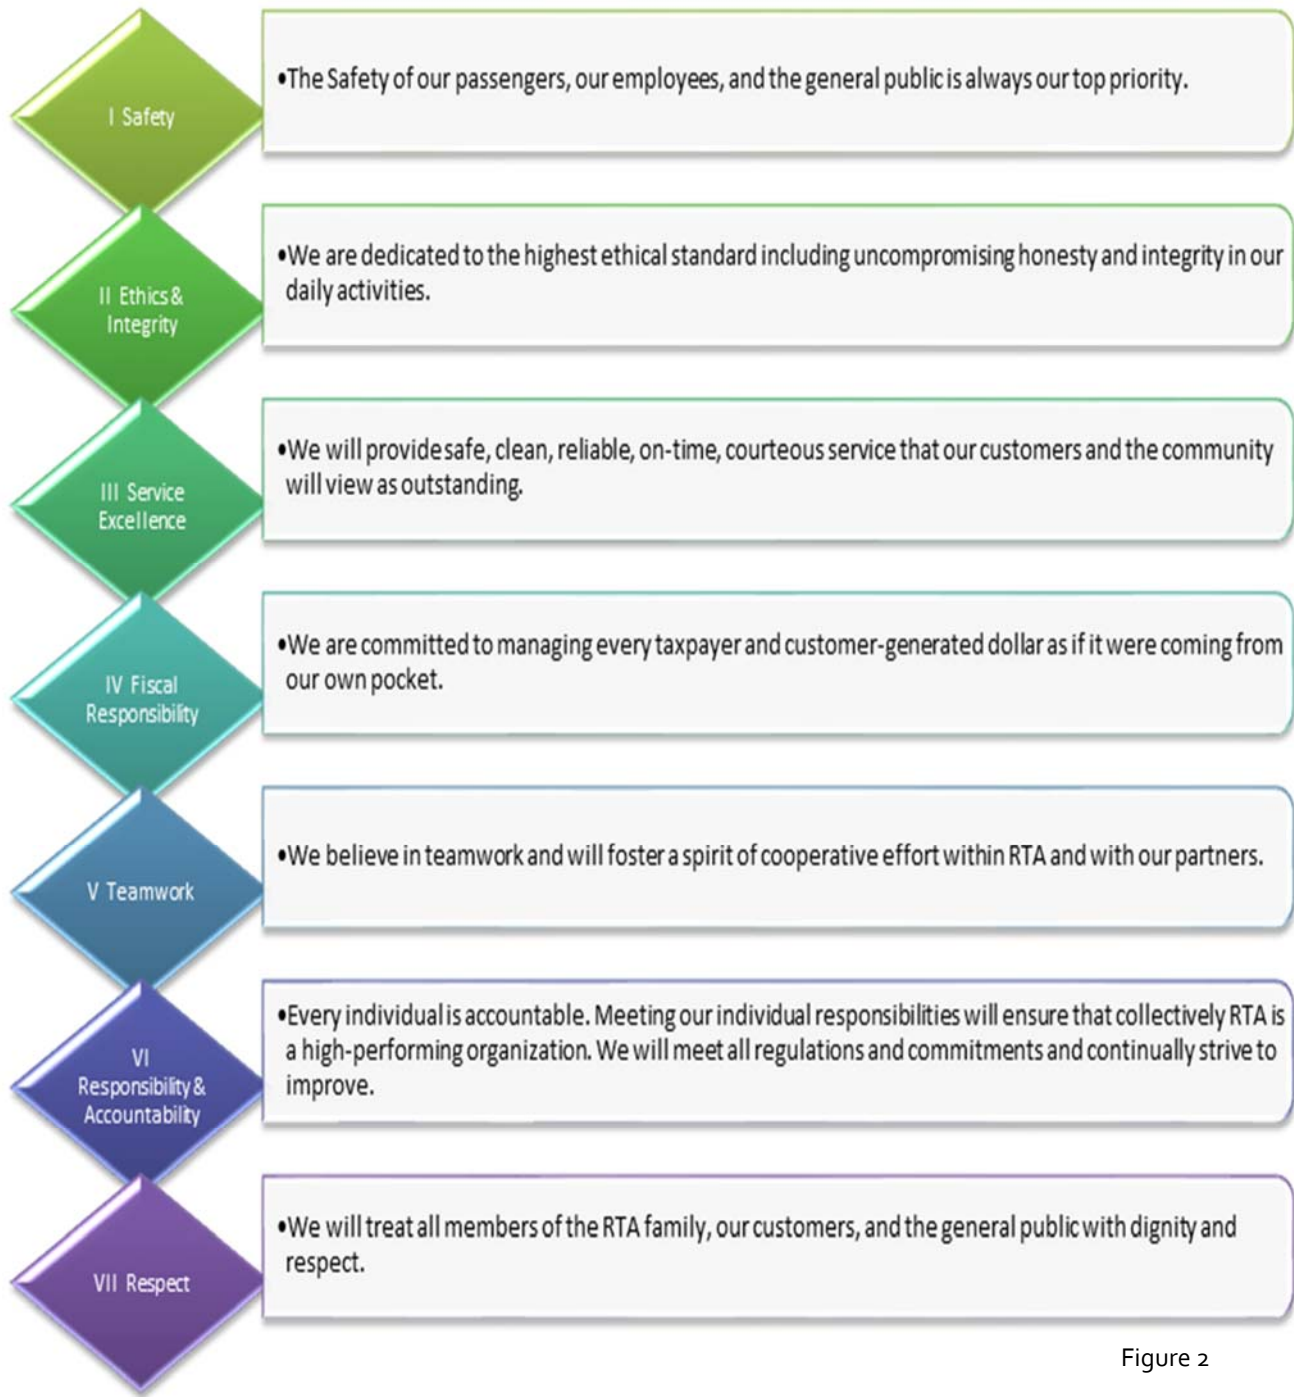 I Safety
•The Safety of our passengers, our employees, and the general public is always our top priority.
II Ethics &
Integrity
•We are dedicated to the highest ethical standard including uncompromising honesty and integrity in our
daily activities.
III Service
Excellence
•We will provide safe, clean, reliable, on-time, courteous service that our customers and the community
will view as outstanding.
IV Fiscal
Responsibility
•We are committed to managing every taxpayer and customer-generated dollar as if it were coming from
our own pocket.
V Teamwork
•We believe in teamwork and will foster a spirit of cooperative effort within RTA and with our partners.
VI
Responsibility &
Accountability
•Every individual is accountable. Meeting our individual responsibilities will ensure that collectively RTA is
a high-performing organization. We will meet all regulations and commitments and continually strive to
improve.
VII Respect
•We will treat all members of the RTA family, our customers, and the general public with dignity and
respect.
Figure 2